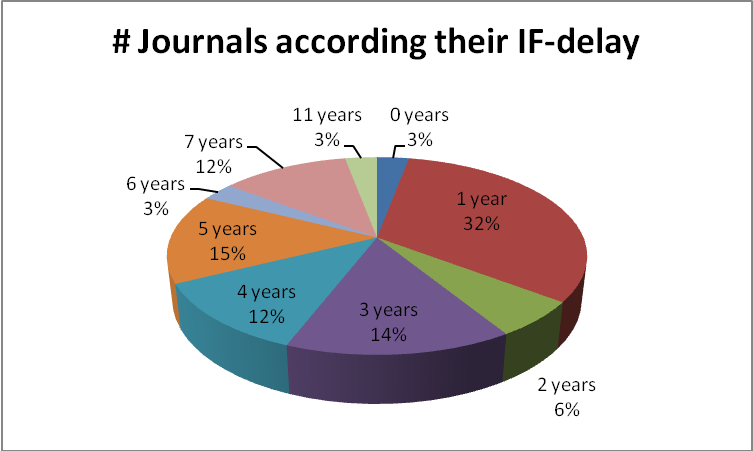 # Journals according their IF-delay
11 years
3%
0 years
3%
7 years
12%
1 year
32%
6 years
3%
5 years
15%
4 years
12%
3 years
14%
2 years
6%